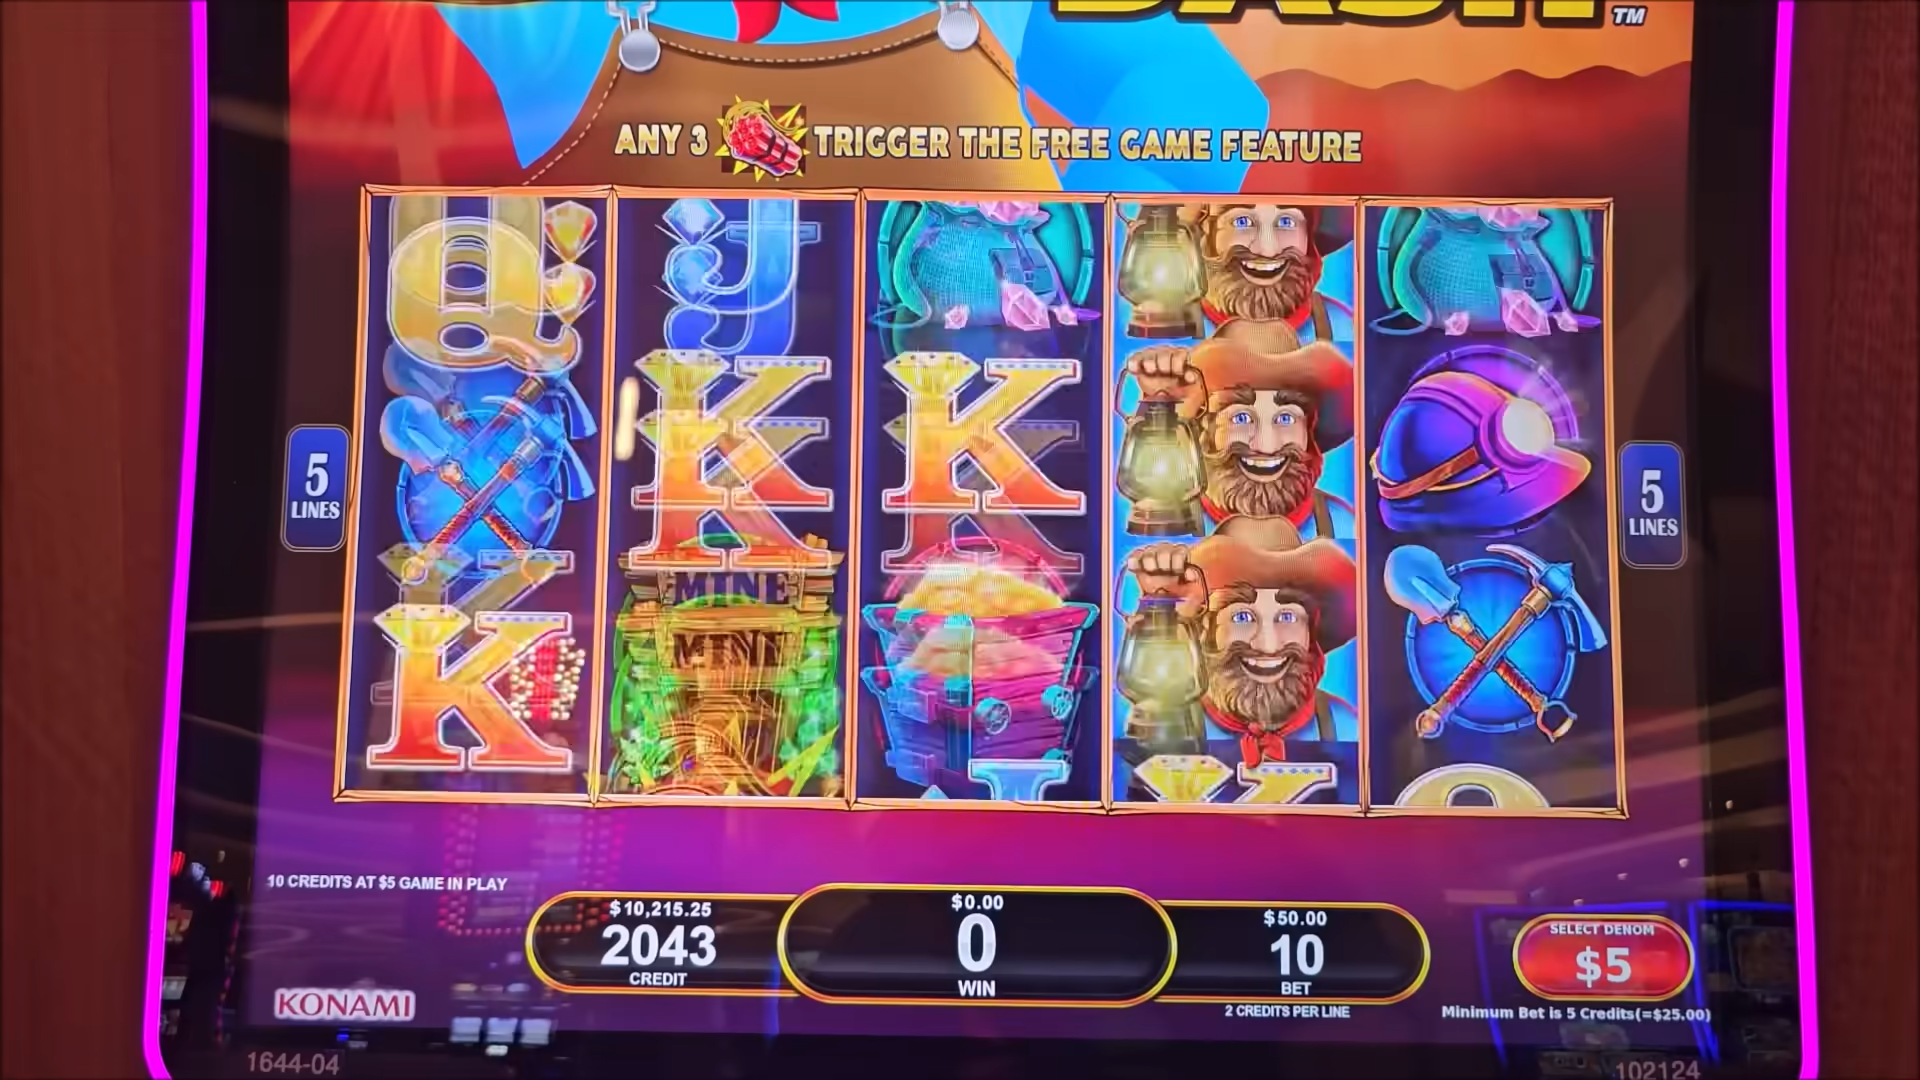 DASH™
ANY 3 TRIGGER THE FREE GAME FEATURE
Q J
K K
MINE
MINE
K
J
K
5
LINES
5
LINES
10 CREDITS AT $5 GAME IN PLAY
$10,215.25
2043
CREDIT
$0.00
0
WIN
$50.00
10
BET
2 CREDITS PER LINE
SELECT DENOM
$5
Minimum Bet is 5 Credits(=$25.00)
KONAMI
1644-04
102124